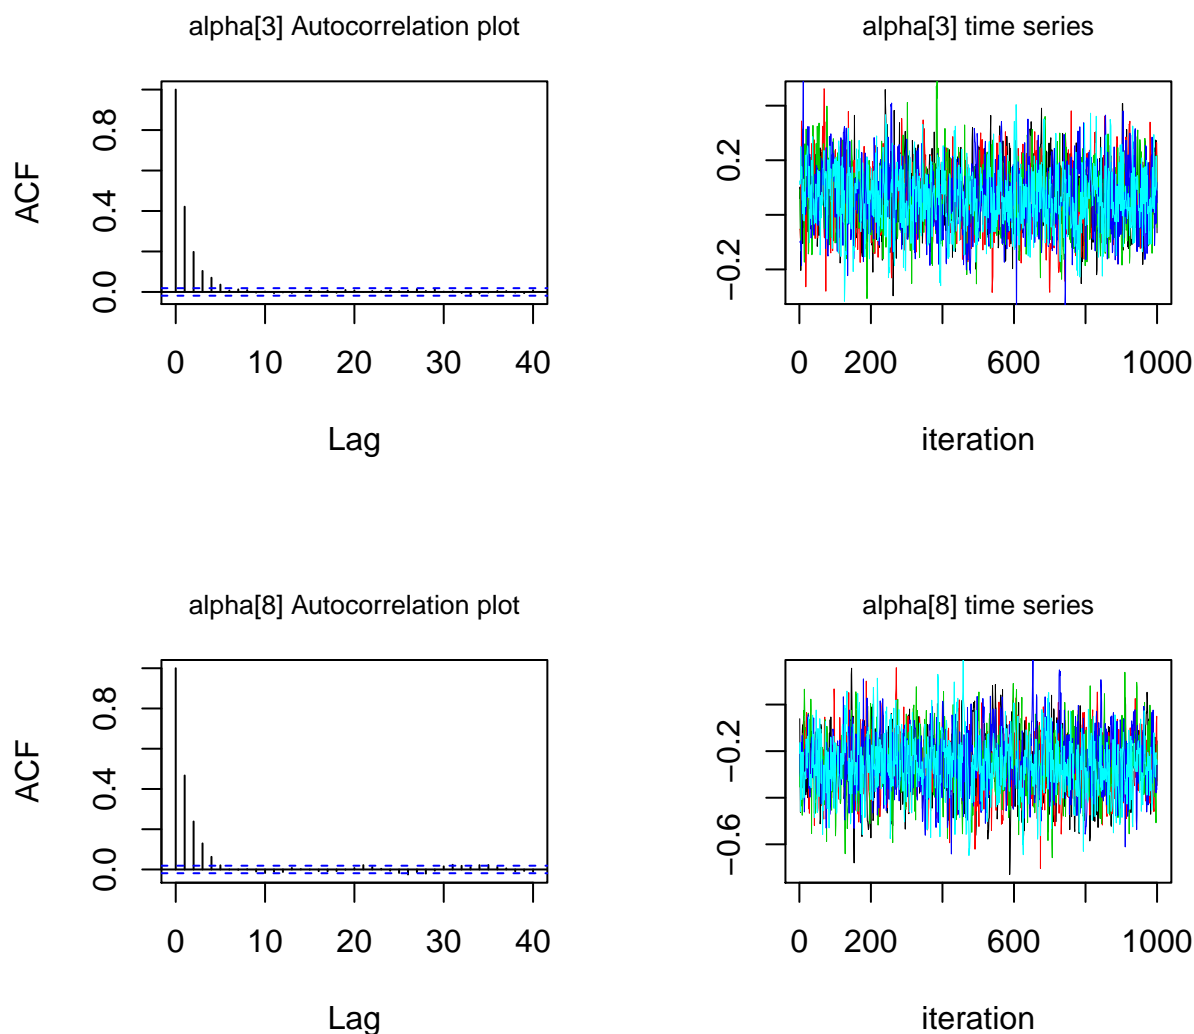 alpha[3] Autocorrelation plot
ACF
0.0 0.4 0.8
0 10 20 30 40
Lag
alpha[3] time series
−0.2 0.2
0 200 600 1000
iteration
alpha[8] Autocorrelation plot
ACF
0.0 0.4 0.8
0 10 20 30 40
Lag
alpha[8] time series
−0.6 −0.2
0 200 600 1000
iteration